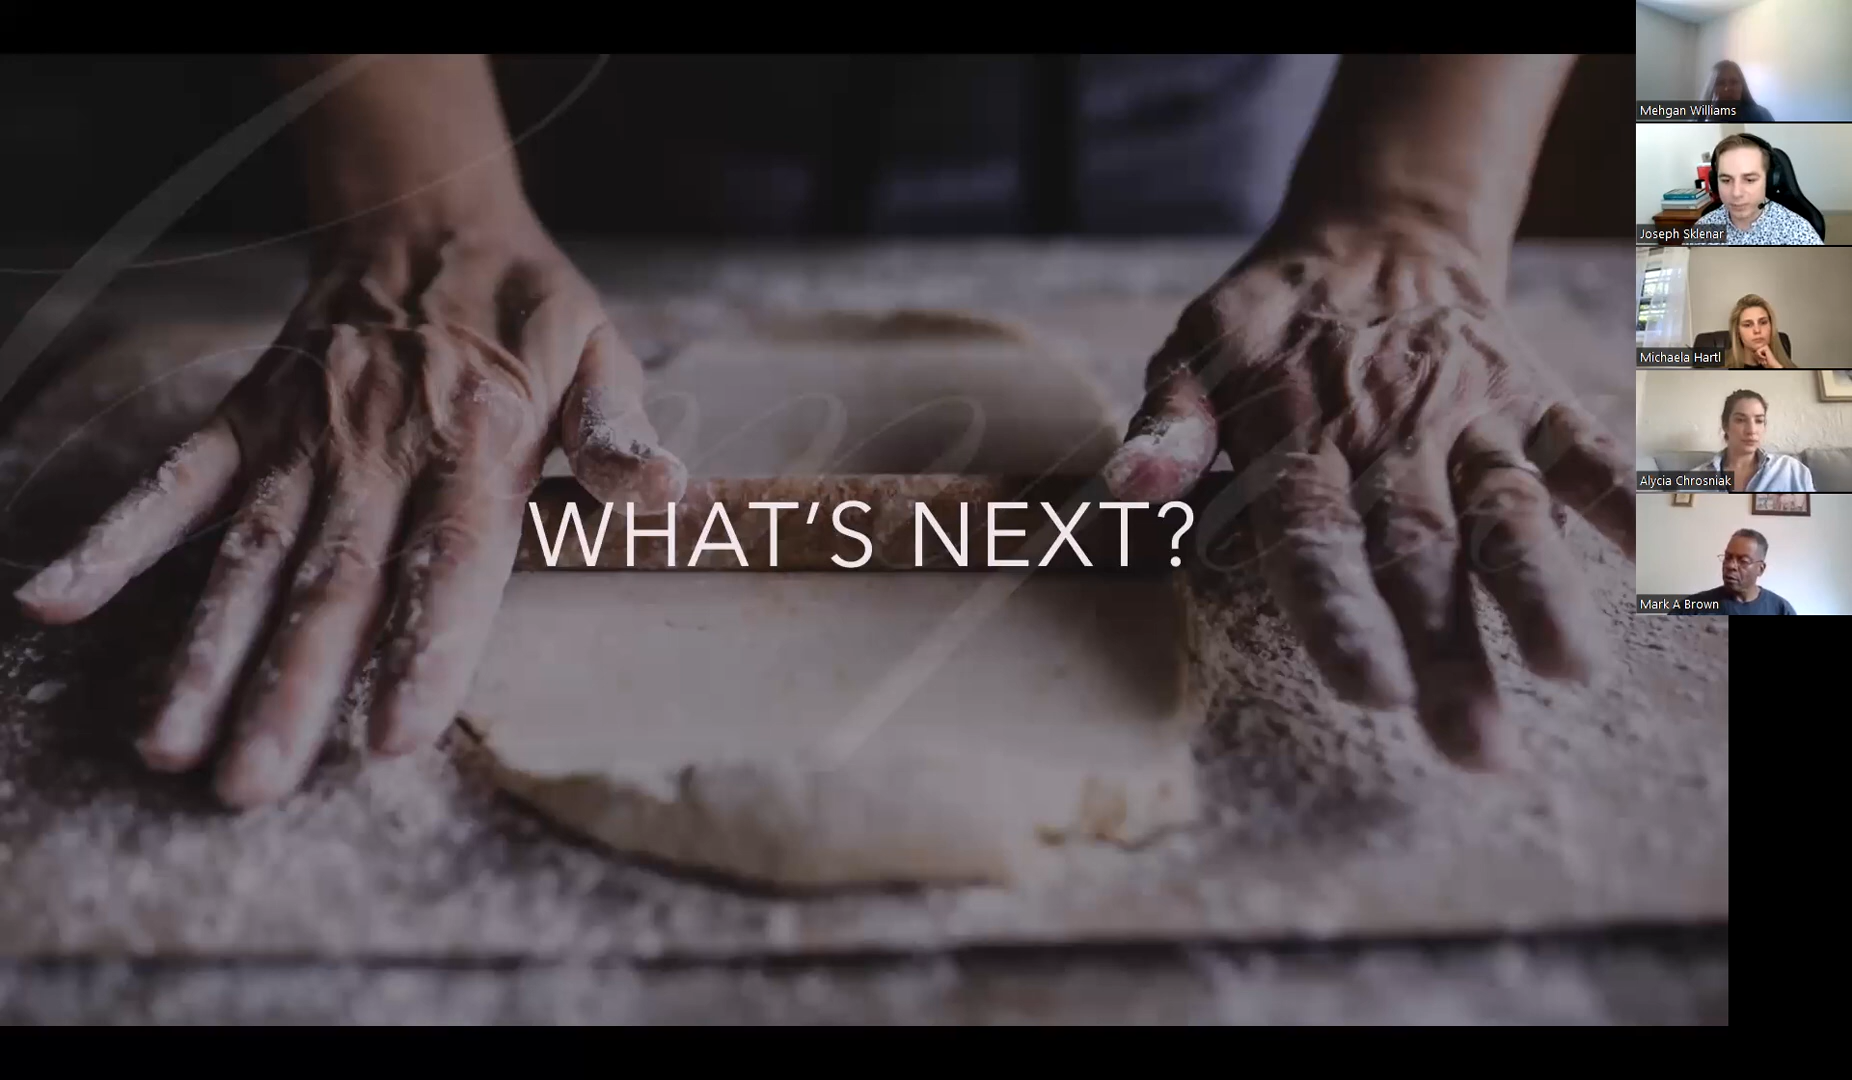 WHAT'S NEXT?
Mehgan Williams
Joseph Sklenar
Michaela Hartl
Alycia Chrosniak
Mark A Brown